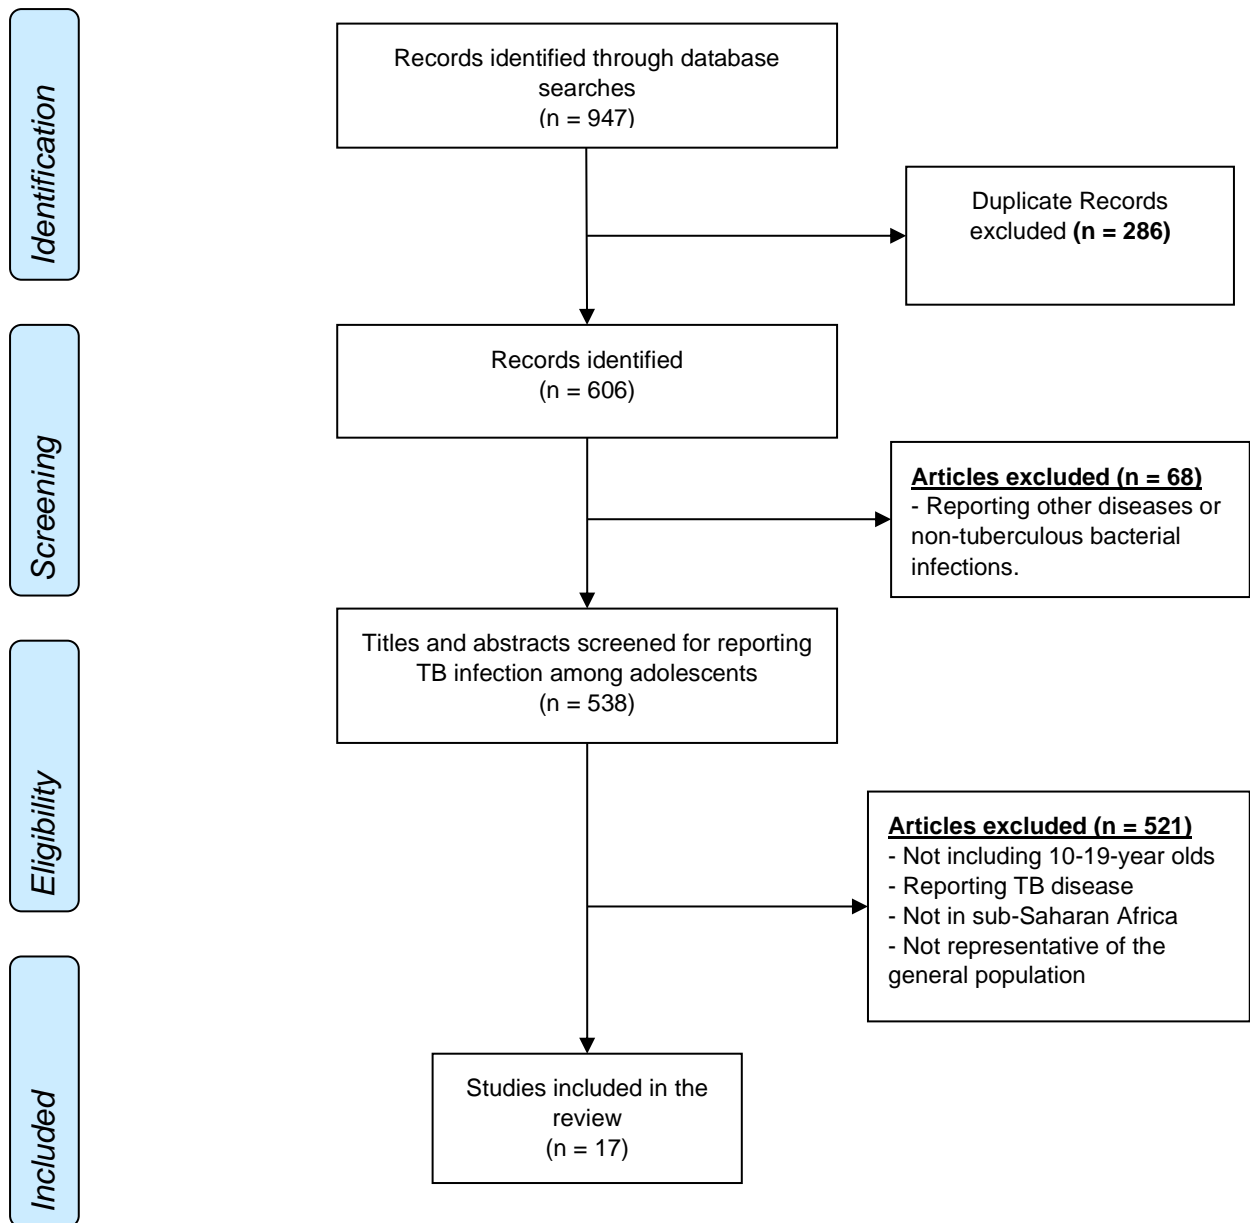 Identification
Records identified through database
searches
(n = 947)
Duplicate Records
excluded (n = 286)
Screening
Records identified
(n = 606)
Articles excluded (n = 68)
- Reporting other diseases or
non-tuberculous bacterial
infections.
Titles and abstracts screened for reporting
TB infection among adolescents
(n = 538)
Eligibility
Articles excluded (n = 521)
- Not including 10-19-year olds
- Reporting TB disease
- Not in sub-Saharan Africa
- Not representative of the
general population
Included
Studies included in the
review
(n = 17)